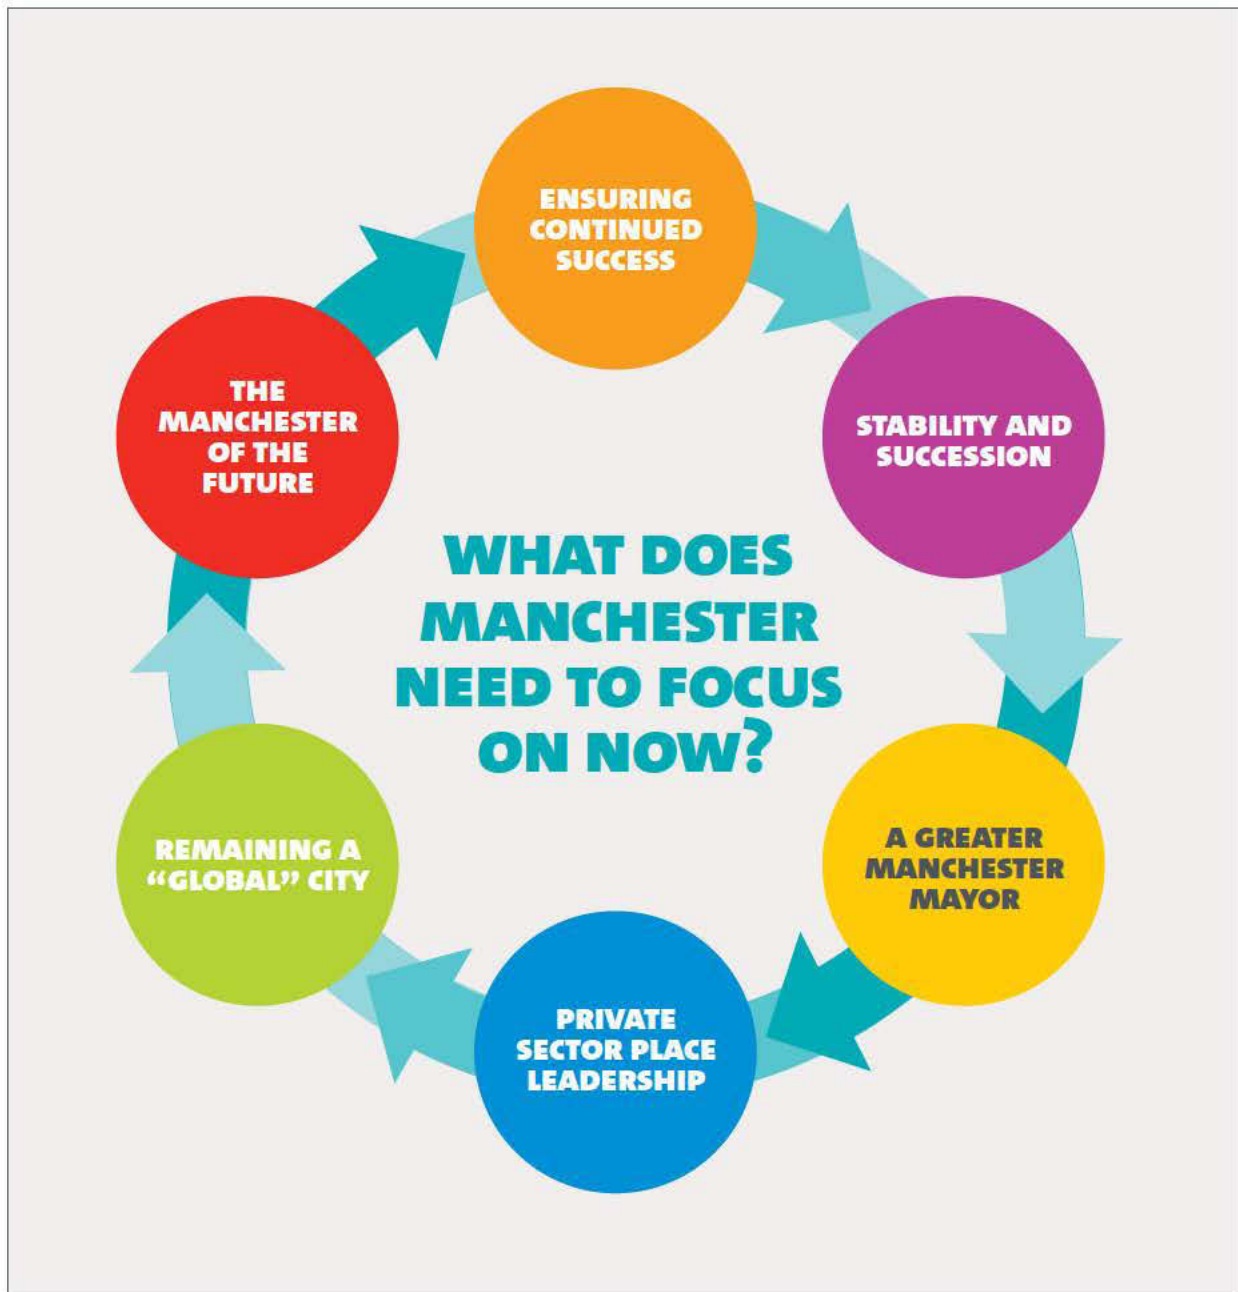 ENSURING
CONTINUED
SUCCESS
STABILITY AND
SUCCESSION
A GREATER
MANCHESTER
MAYOR
PRIVATE
SECTOR PLACE
LEADERSHIP
REMAINING A
“GLOBAL” CITY
THE
MANCHESTER
OF THE
FUTURE
WHAT DOES
MANCHESTER
NEED TO FOCUS
ON NOW?